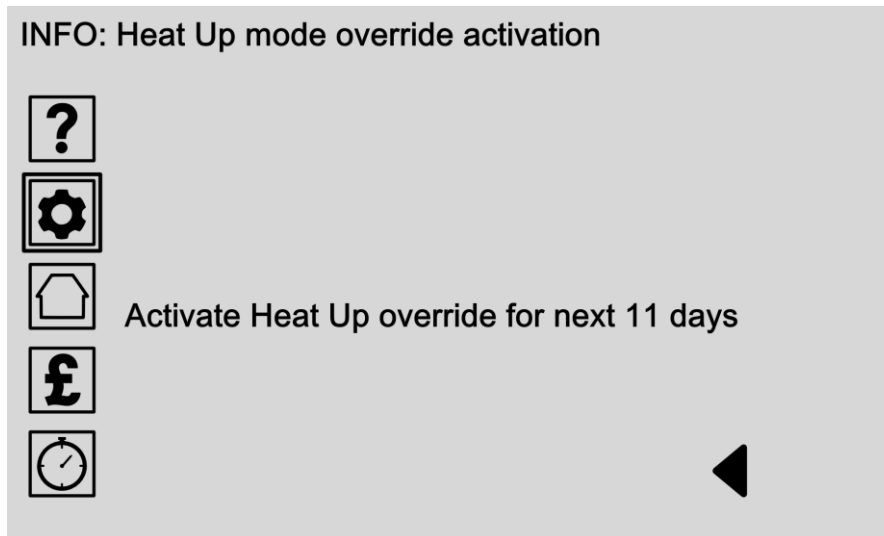 INFO: Heat Up mode override activation
?
Activate Heat Up override for next 11 days
£